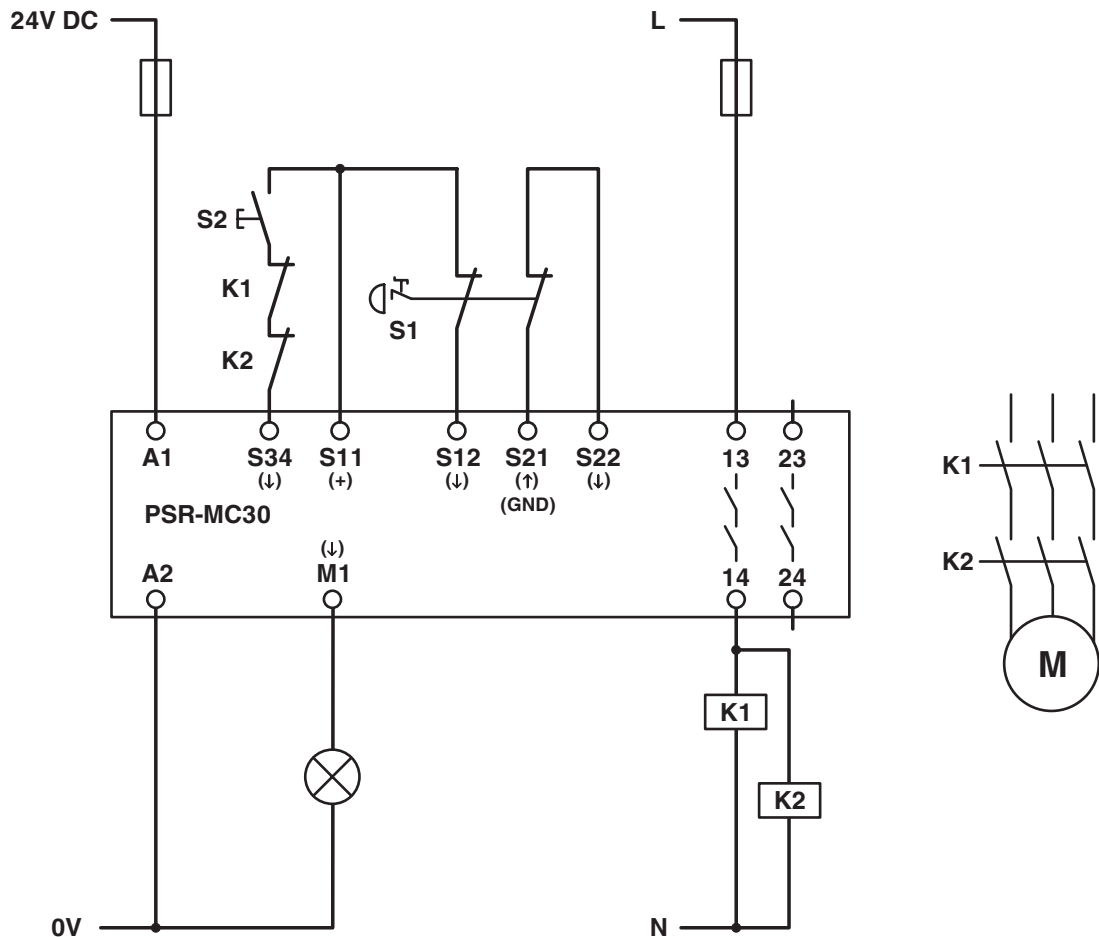 24V DC
L
S2
K1
S1
K2
A1 S34 S11 S12 S21 S22 13 23
(↓) (+) (↓) (↑) (↓)
(GND)
PSR-MC30
(↓)
A2 M1 14 24
K1
K2
0V N
K1
K2
M